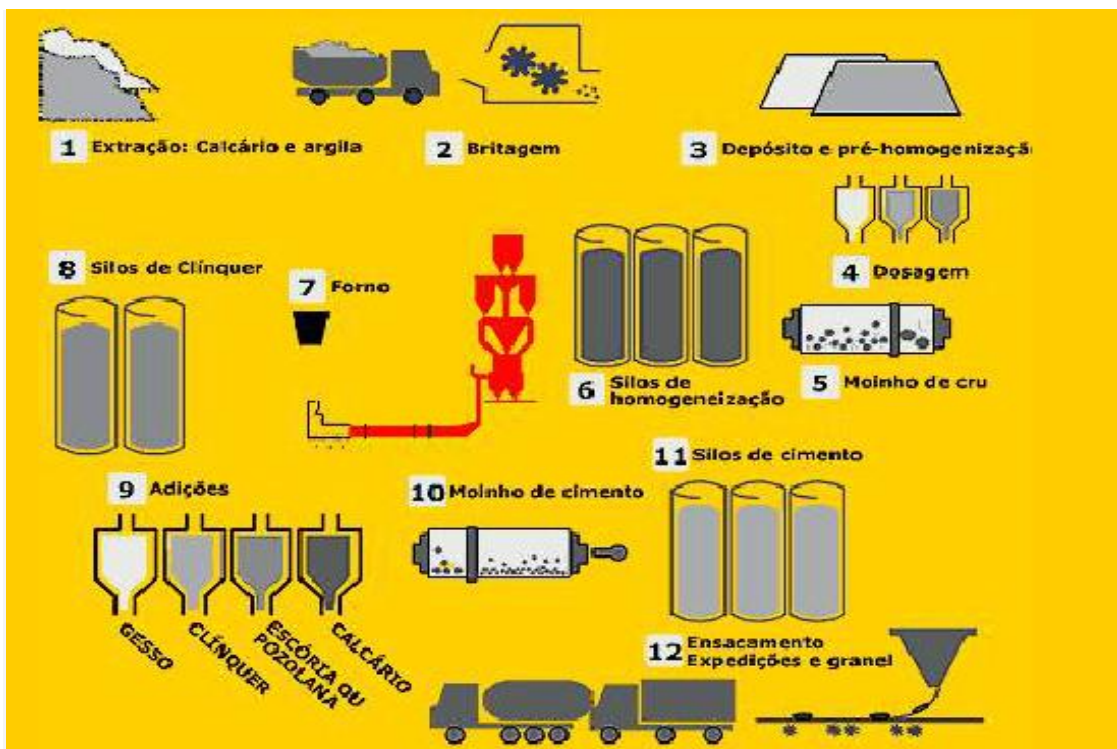 1 Extração: Calcário e argila
2 Britagem
3 Depósito e pré-homogenizaçã
4 Dosagem
5 Moinho de cru
6 Silos de
homogeneização
7 Forno
8 Silos de Clínquer
9 Adições
GESSO
CLÍNQUER
ESCÓRIA OU
POZOLANA
CALCÁRIO
10 Moinho de cimento
11 Silos de cimento
12 Ensacamento
Expedições e granel